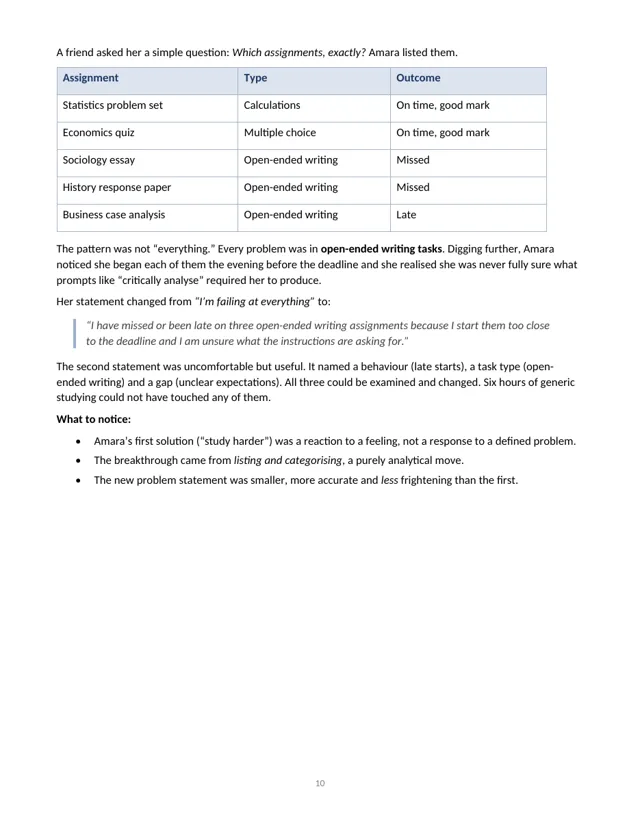 A friend asked her a simple question: Which assignments, exactly? Amara listed them.
Assignment Type Outcome
Statistics problem set Calculations On time, good mark
Economics quiz Multiple choice On time, good mark
Sociology essay Open-ended writing Missed
History response paper Open-ended writing Missed
Business case analysis Open-ended writing Late
The pattern was not “everything.” Every problem was in open-ended writing tasks. Digging further, Amara
noticed she began each of them the evening before the deadline and she realised she was never fully sure what
prompts like “critically analyse” required her to produce.
Her statement changed from “I’m failing at everything” to:
“I have missed or been late on three open-ended writing assignments because I start them too close
to the deadline and I am unsure what the instructions are asking for.”
The second statement was uncomfortable but useful. It named a behaviour (late starts), a task type (open-
ended writing) and a gap (unclear expectations). All three could be examined and changed. Six hours of generic
studying could not have touched any of them.
What to notice:
• Amara’s first solution (“study harder”) was a reaction to a feeling, not a response to a defined problem.
• The breakthrough came from listing and categorising, a purely analytical move.
• The new problem statement was smaller, more accurate and less frightening than the first.
10